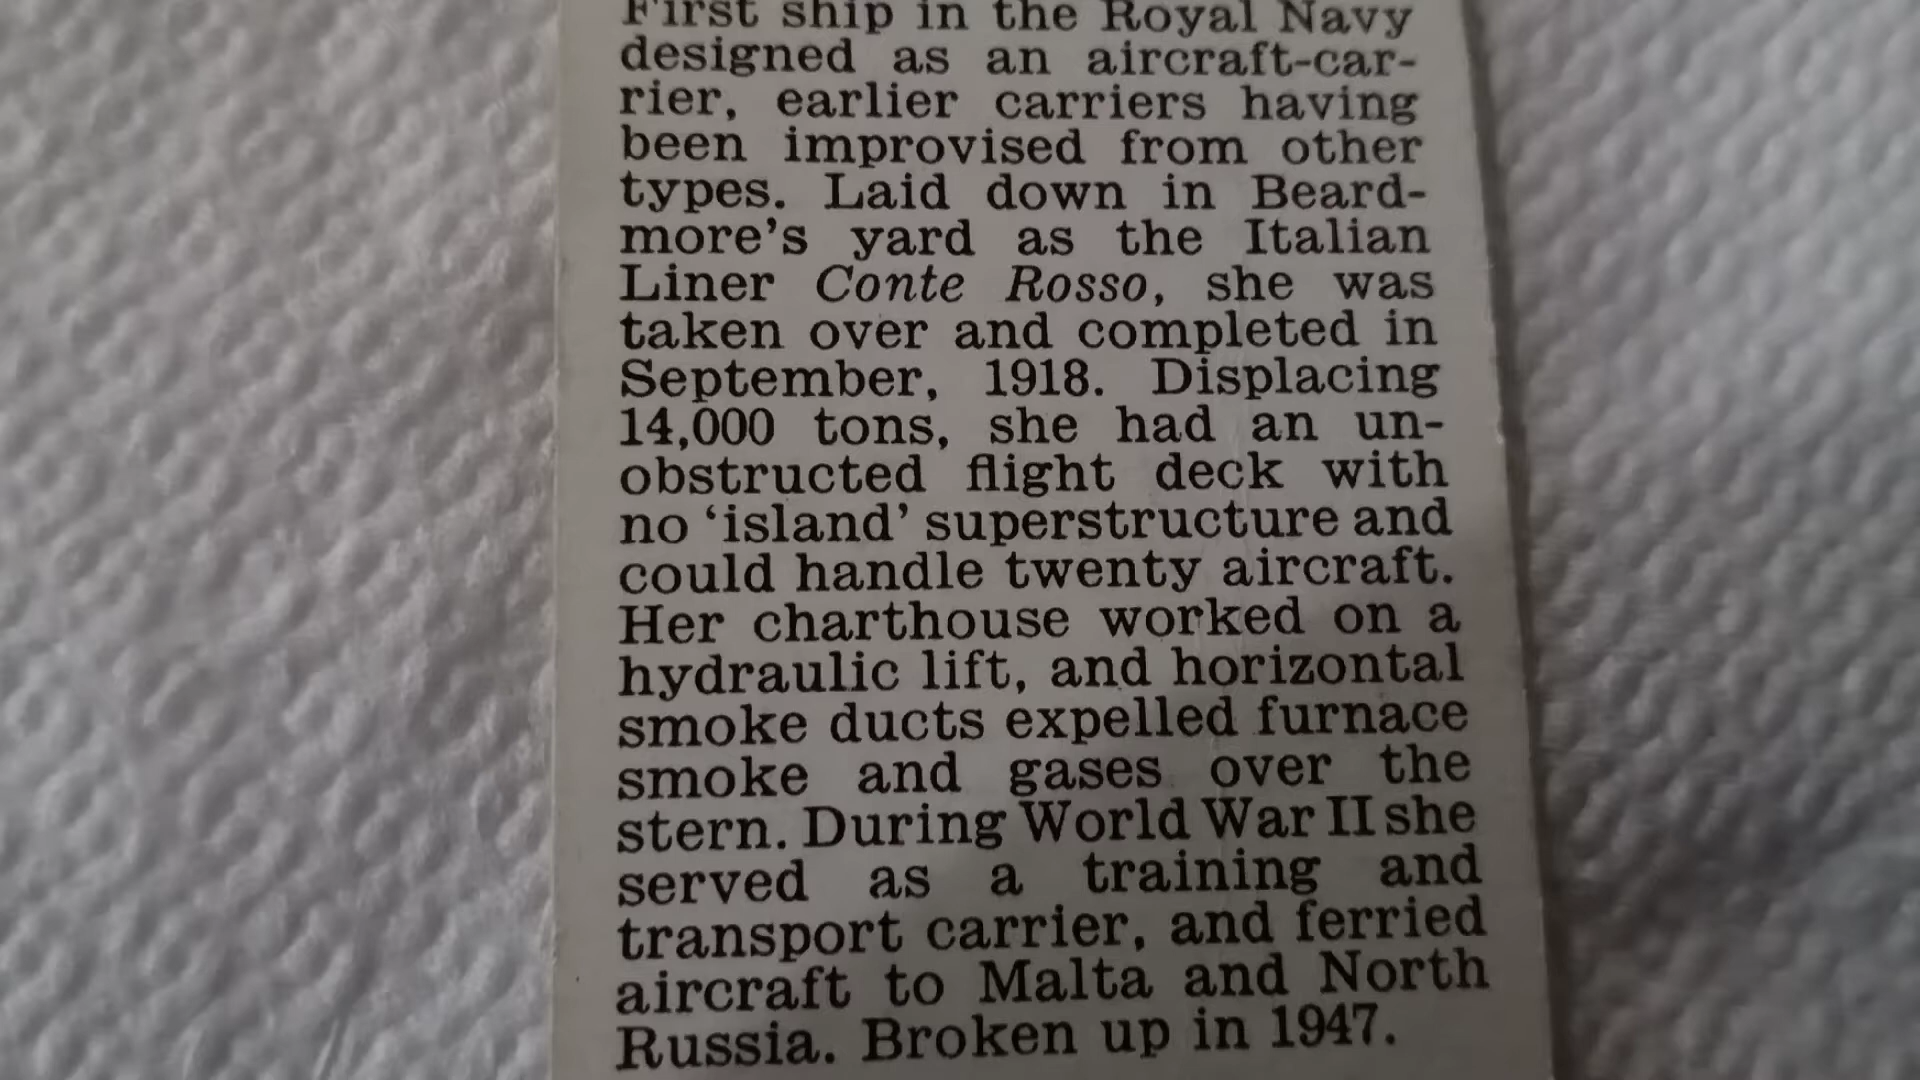 First ship in the Royal Navy
designed as an aircraft-car-
rier, earlier carriers having
been improvised from other
types. Laid down in Beard-
more's yard as the Italian
Liner Conte Rosso, she was
taken over and completed in
September, 1918. Displacing
14,000 tons, she had an un-
obstructed flight deck with
no ‘island’ superstructure and
could handle twenty aircraft.
Her charthouse worked on a
hydraulic lift, and horizontal
smoke ducts expelled furnace
smoke and gases over the
stern. During World War II she
served as a training and
transport carrier, and ferried
aircraft to Malta and North
Russia. Broken up in 1947.